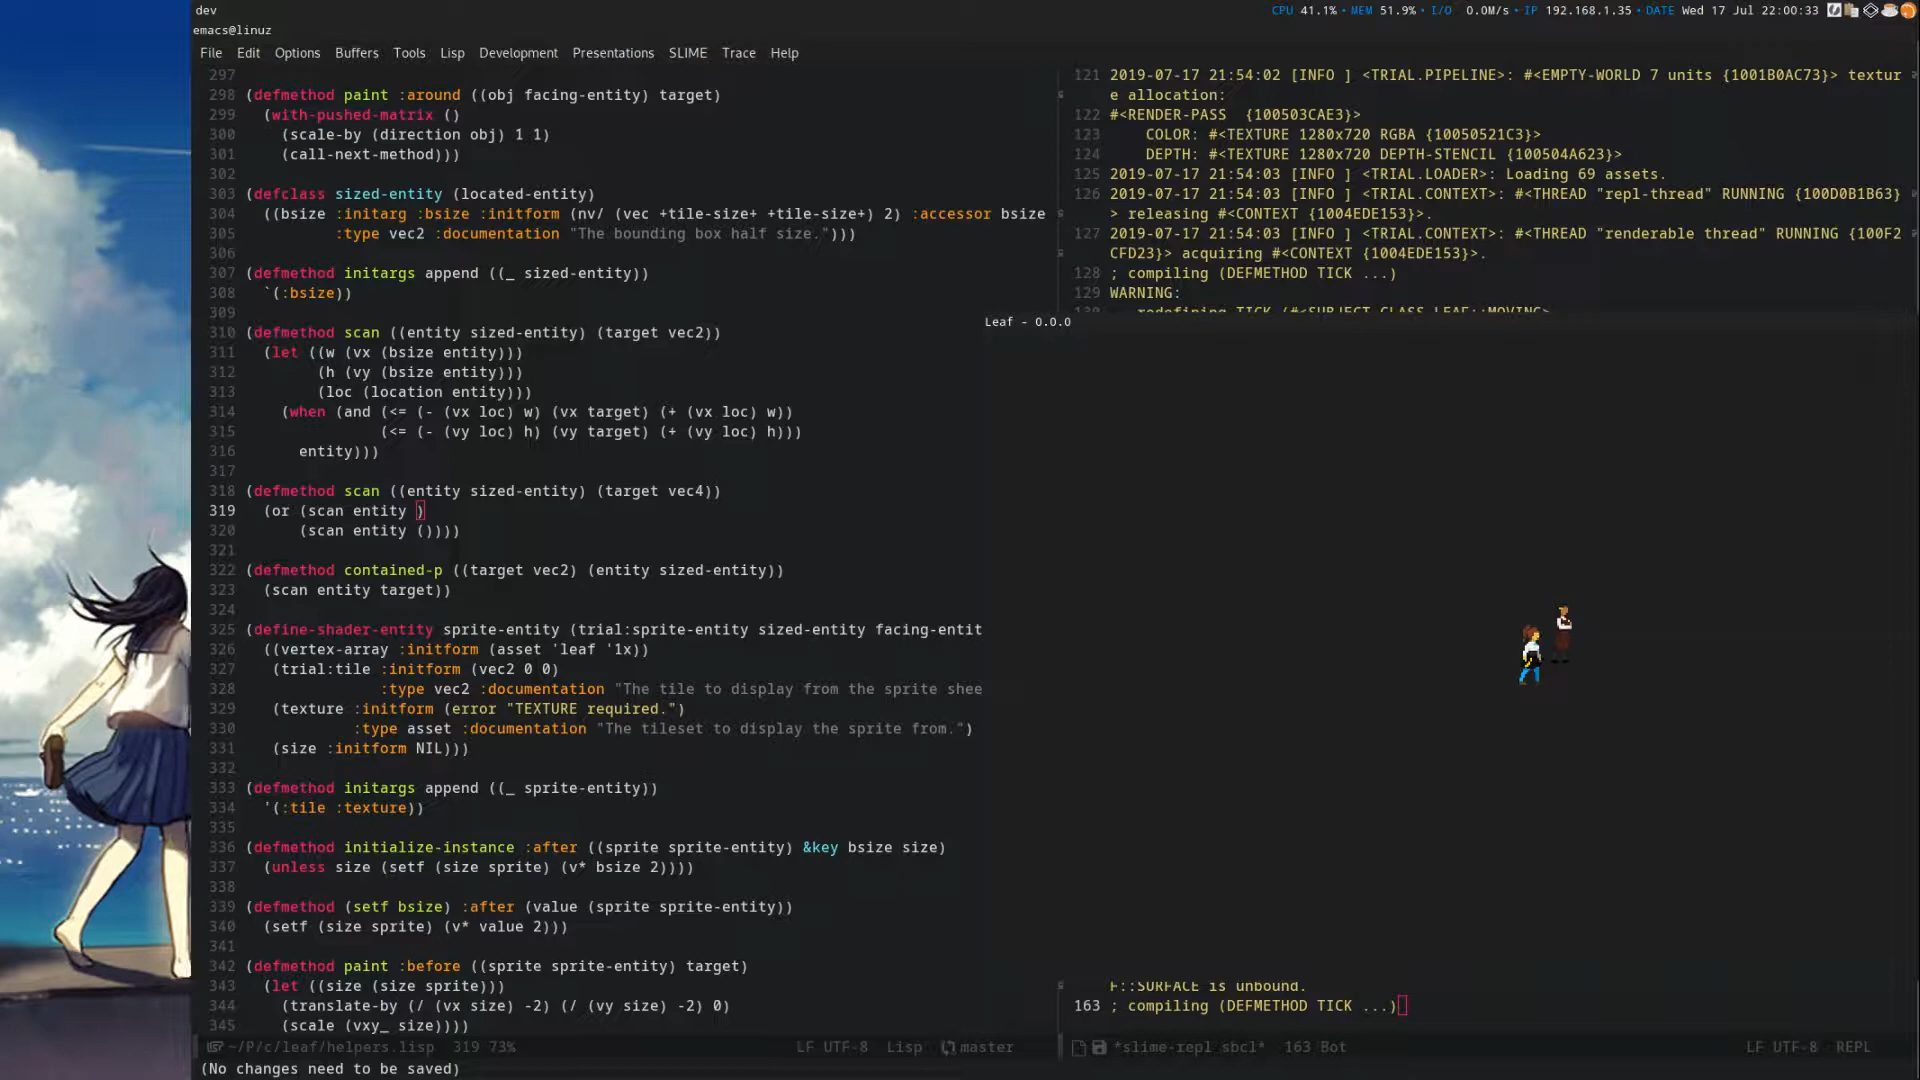 dev
CPU 41.1% • MEM 51.9% • I/O 0.0M/s • IP 192.168.1.35 • DATE Wed 17 Jul 22:00:33
emacs@linuz
File Edit Options Buffers Tools Lisp Development Presentations SLIME Trace Help
297
298 (defmethod paint :around ((obj facing-entity) target)
299   (with-pushed-matrix ()
300     (scale-by (direction obj) 1 1)
301     (call-next-method)))
302
303 (defclass sized-entity (located-entity)
304   ((bsize :initarg :bsize :initform (nv/ (vec +tile-size+ +tile-size+) 2) :accessor bsize
305           :type vec2 :documentation "The bounding box half size.")))
306
307 (defmethod initargs append ((_ sized-entity))
308   `(:bsize))
309
310 (defmethod scan ((entity sized-entity) (target vec2))
311   (let ((w (vx (bsize entity)))
312         (h (vy (bsize entity)))
313         (loc (location entity)))
314     (when (and (<= (- (vx loc) w) (vx target) (+ (vx loc) w))
315                (<= (- (vy loc) h) (vy target) (+ (vy loc) h)))
316       entity)))
317
318 (defmethod scan ((entity sized-entity) (target vec4))
319   (or (scan entity )
320       (scan entity ())))
321
322 (defmethod contained-p ((target vec2) (entity sized-entity))
323   (scan entity target))
324
325 (define-shader-entity sprite-entity (trial:sprite-entity sized-entity facing-entit
326   ((vertex-array :initform (asset 'leaf '1x))
327    (trial:tile :initform (vec2 0 0)
328                :type vec2 :documentation "The tile to display from the sprite shee
329    (texture :initform (error "TEXTURE required.")
330             :type asset :documentation "The tileset to display the sprite from.")
331    (size :initform NIL)))
332
333 (defmethod initargs append ((_ sprite-entity))
334   '(:tile :texture))
335
336 (defmethod initialize-instance :after ((sprite sprite-entity) &key bsize size)
337   (unless size (setf (size sprite) (v* bsize 2))))
338
339 (defmethod (setf bsize) :after (value (sprite sprite-entity))
340   (setf (size sprite) (v* value 2)))
341
342 (defmethod paint :before ((sprite sprite-entity) target)
343   (let ((size (size sprite)))
344     (translate-by (/ (vx size) -2) (/ (vy size) -2) 0)
345     (scale (vxy_ size))))
~/P/c/leaf/helpers.lisp 319 73% LF UTF-8 Lisp master
(No changes need to be saved)
121 2019-07-17 21:54:02 [INFO ] <TRIAL.PIPELINE>: #<EMPTY-WORLD 7 units {1001B0AC73}> textur
e allocation:
122 #<RENDER-PASS  {100503CAE3}>
123     COLOR: #<TEXTURE 1280x720 RGBA {10050521C3}>
124     DEPTH: #<TEXTURE 1280x720 DEPTH-STENCIL {100504A623}>
125 2019-07-17 21:54:03 [INFO ] <TRIAL.LOADER>: Loading 69 assets.
126 2019-07-17 21:54:03 [INFO ] <TRIAL.CONTEXT>: #<THREAD "repl-thread" RUNNING {100D0B1B63}
> releasing #<CONTEXT {1004EDE153}>.
127 2019-07-17 21:54:03 [INFO ] <TRIAL.CONTEXT>: #<THREAD "renderable thread" RUNNING {100F2
CFD23}> acquiring #<CONTEXT {1004EDE153}>.
128 ; compiling (DEFMETHOD TICK ...)
129 WARNING:
130    redefining TICK (#<SUBJECT-CLASS LEAF::MOVING>
Leaf - 0.0.0
F::SURFACE is unbound.
163 ; compiling (DEFMETHOD TICK ...)
*slime-repl sbcl* 163 Bot LF UTF-8 REPL